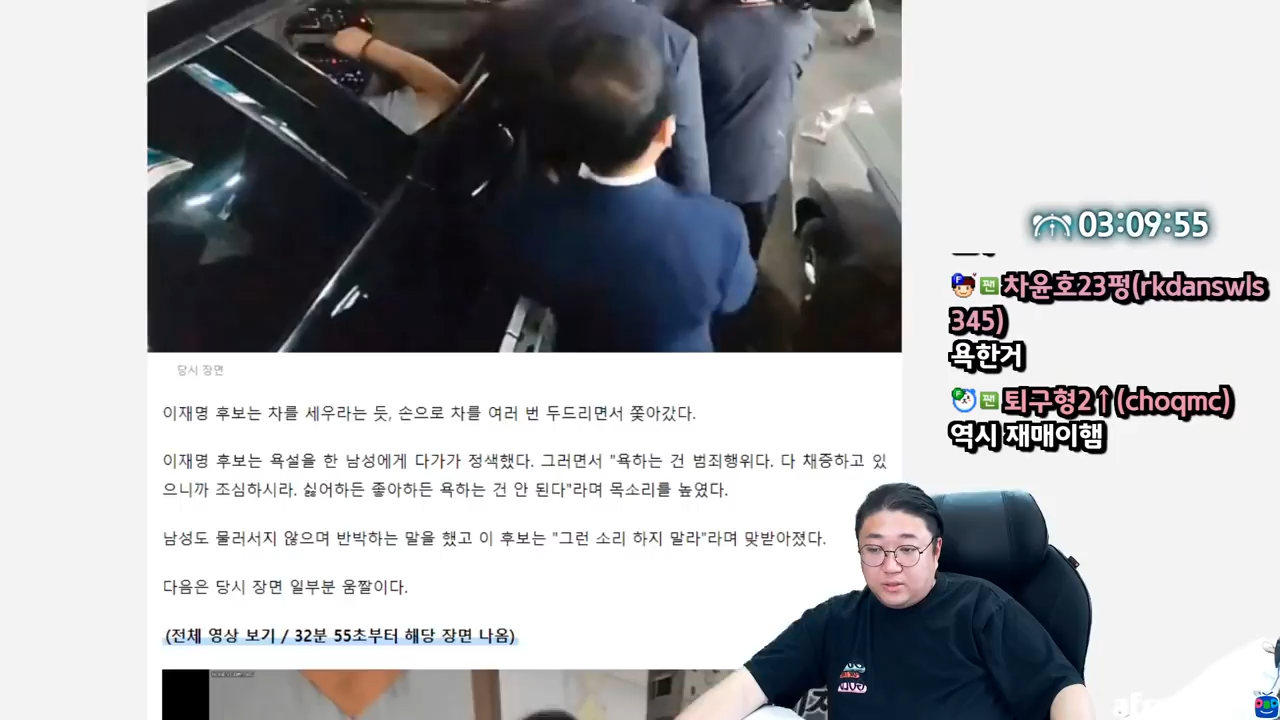 03:09:55
당시 장면
이재명 후보는 차를 세우라는 듯, 손으로 차를 여러 번 두드리면서 쫓아갔다.
이재명 후보는 욕설을 한 남성에게 다가가 정색했다. 그러면서 "욕하는 건 범죄행위다. 다 채증하고 있
으니까 조심하시라. 싫어하든 좋아하든 욕하는 건 안 된다"라며 목소리를 높였다.
남성도 물러서지 않으며 반박하는 말을 했고 이 후보는 "그런 소리 하지 말라"라며 맞받아졌다.
다음은 당시 장면 일부분 움짤이다.
(전체 영상 보기 / 32분 55초부터 해당 장면 나옴)
팬 차윤호23평(rkdanswls
345)
욕한거
팬 퇴구형2↑(choqmc)
역시 재매이햄